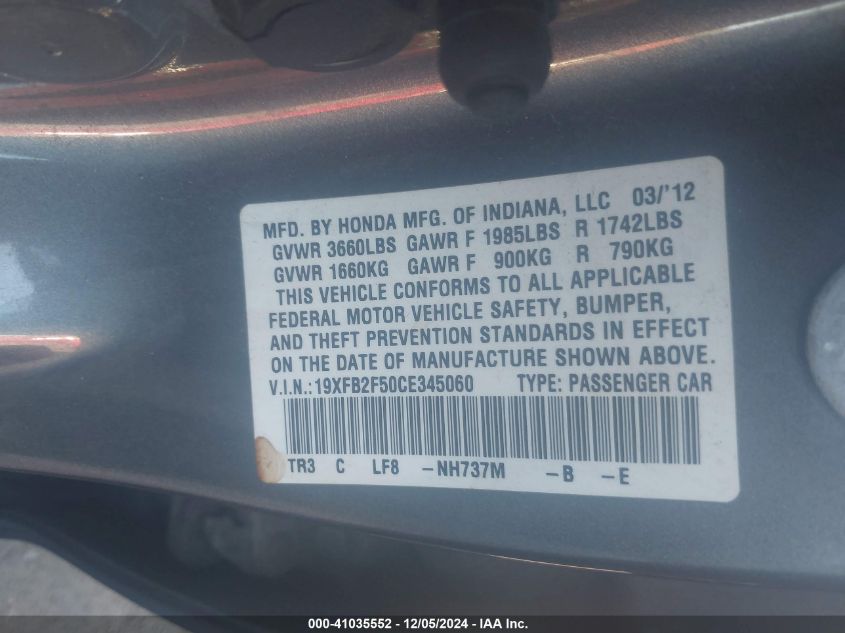 MFD. BY HONDA MFG. OF INDIANA, LLC 03/'12
GVWR 3660LBS GAWR F 1985LBS R 1742LBS
GVWR 1660KG GAWR F 900KG R 790KG
THIS VEHICLE CONFORMS TO ALL APPLICABLE
FEDERAL MOTOR VEHICLE SAFETY, BUMPER,
AND THEFT PREVENTION STANDARDS IN EFFECT
ON THE DATE OF MANUFACTURE SHOWN ABOVE.
V.I.N.:19XFB2F50CE345060 TYPE: PASSENGER CAR
TR3 C LF8 -NH737M -B -E
000-41035552 - 12/05/2024 - IAA Inc.